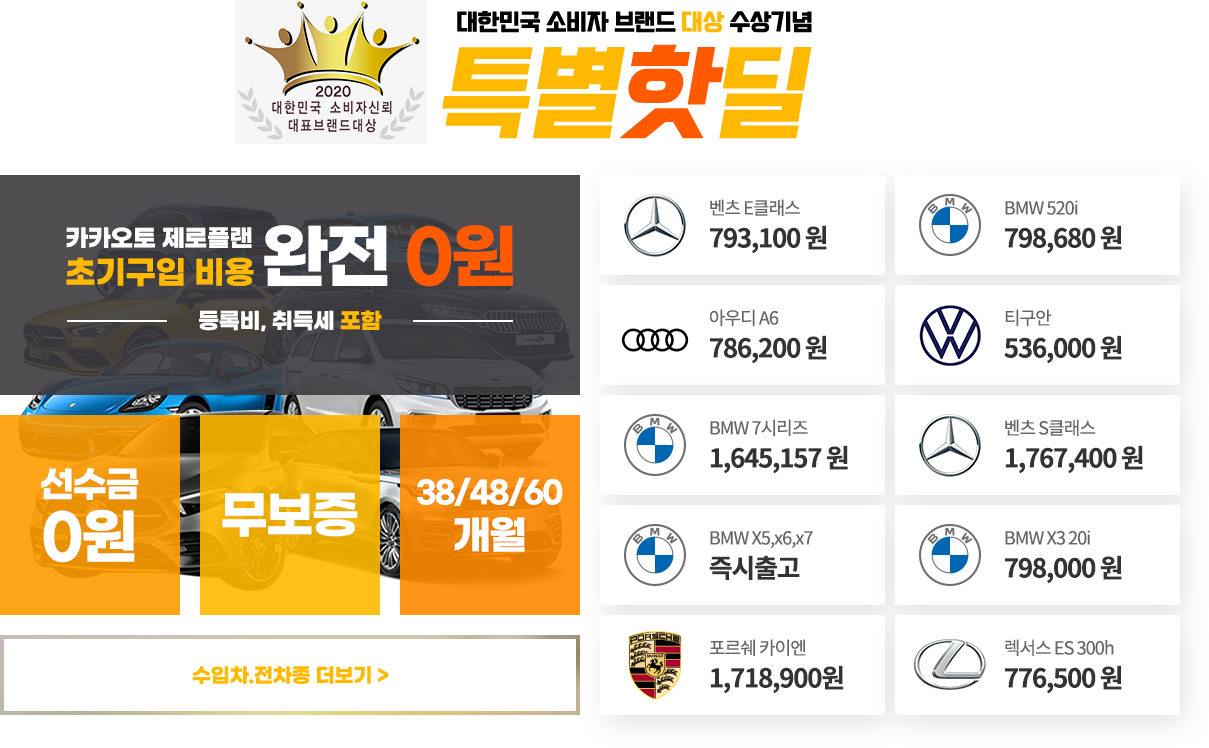 2020
대한민국 소비자신뢰
대표브랜드대상
대한민국 소비자 브랜드 대상 수상기념
특별핫딜
카카오토 제로플랜
초기구입 비용 완전 0원
등록비, 취득세 포함
선수금
0원
무보증
38/48/60
개월
수입차.전차종 더보기 >
벤츠 E클래스
793,100 원
BMW
BMW 520i
798,680 원
아우디 A6
786,200 원
티구안
536,000 원
BMW
BMW 7시리즈
1,645,157 원
벤츠 S클래스
1,767,400 원
BMW
BMW X5,x6,x7
즉시출고
BMW
BMW X3 20i
798,000 원
PORSCHE
포르쉐 카이엔
1,718,900원
렉서스 ES 300h
776,500 원